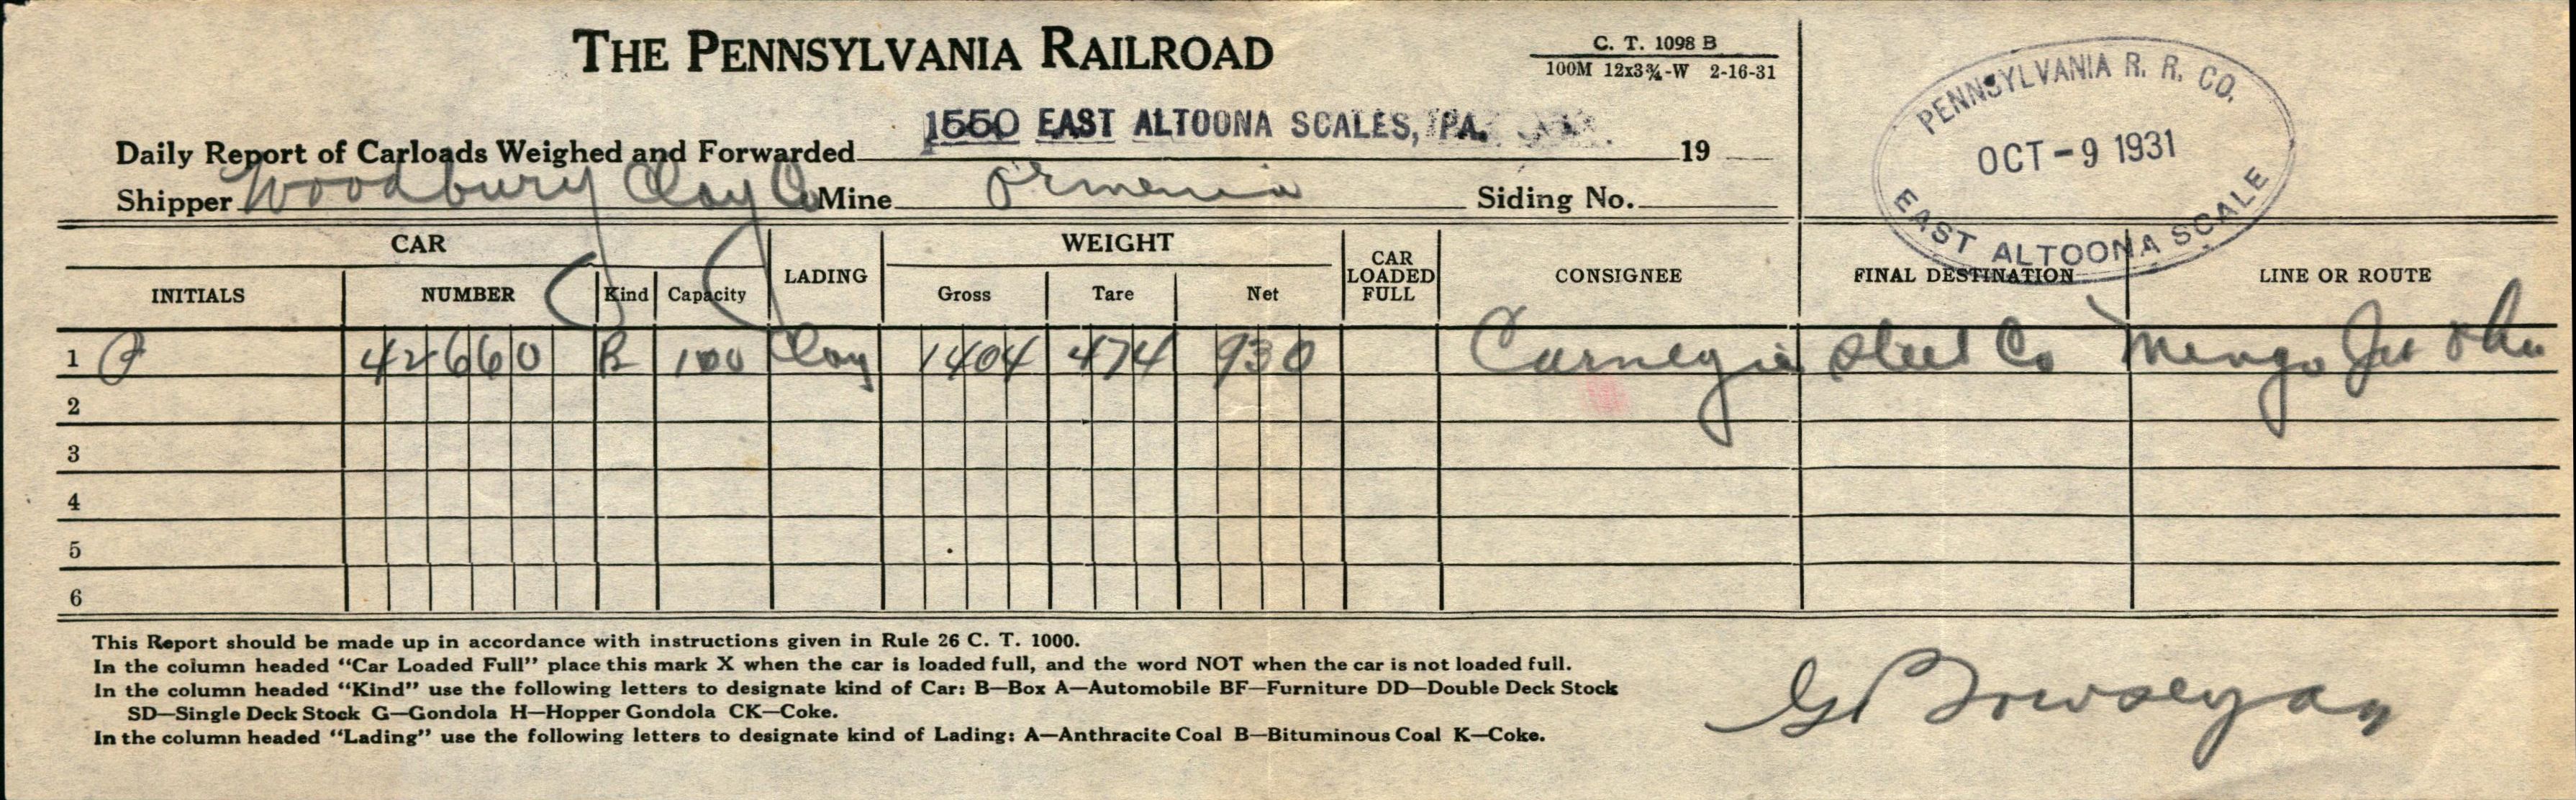 THE PENNSYLVANIA RAILROAD
C. T. 1098 B
100M 12x3¾-W 2-16-31
PENNSYLVANIA R. R. CO.
OCT - 9 1931
EAST ALTOONA SCALE
1550 EAST ALTOONA SCALES, PA.
Daily Report of Carloads Weighed and Forwarded 19
Shipper Woodbury Clay Co Mine Ormenia Siding No.
CAR LADING WEIGHT CAR LOADED FULL CONSIGNEE FINAL DESTINATION LINE OR ROUTE
INITIALS NUMBER Kind Capacity Gross Tare Net
1 P 42660 B 100 Clay 1404 474 930 Carnegie Steel Co Mingo Jct Ohio
2
3
4
5
6
This Report should be made up in accordance with instructions given in Rule 26 C. T. 1000.
In the column headed “Car Loaded Full” place this mark X when the car is loaded full, and the word NOT when the car is not loaded full.
In the column headed “Kind” use the following letters to designate kind of Car: B—Box A—Automobile BF—Furniture DD—Double Deck Stock
SD—Single Deck Stock G—Gondola H—Hopper Gondola CK—Coke.
In the column headed “Lading” use the following letters to designate kind of Lading: A—Anthracite Coal B—Bituminous Coal K—Coke.